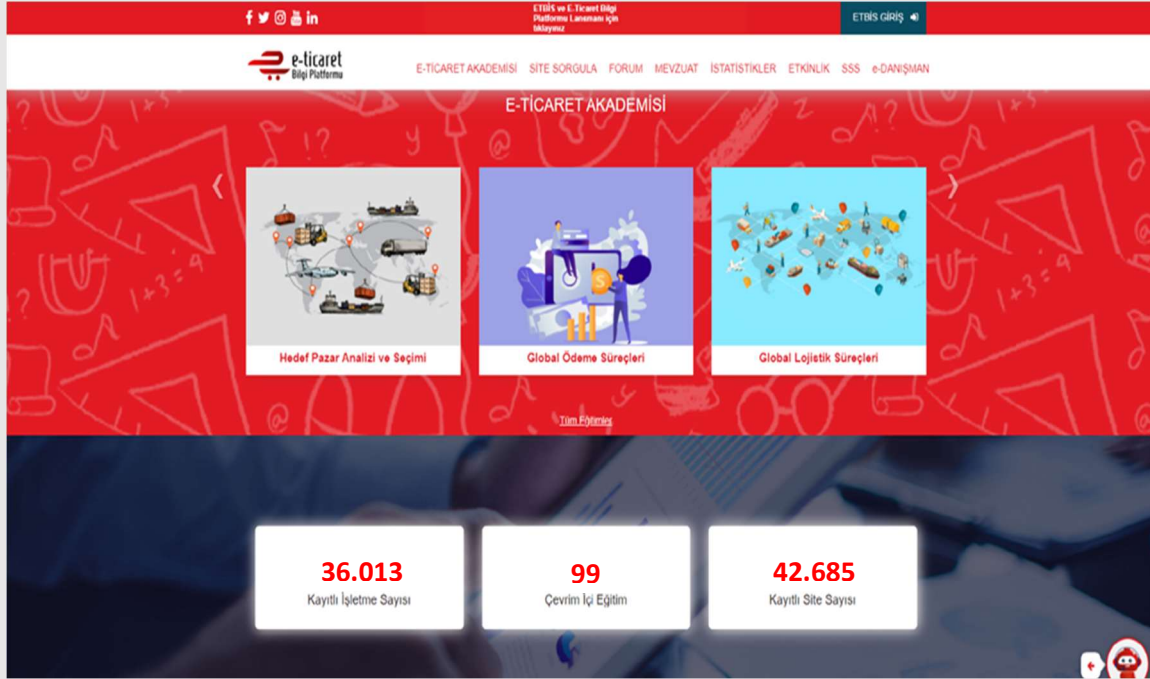 ETBİS ve E-Ticaret Bilgi
Platformu Lansmanı için
tıklayınız
ETBİS GİRİŞ
e-ticaret
Bilgi Platformu
E-TİCARET AKADEMİSİ SİTE SORGULA FORUM MEVZUAT İSTATİSTİKLER ETKİNLİK SSS e-DANIŞMAN
E-TİCARET AKADEMİSİ
Hedef Pazar Analizi ve Seçimi
Global Ödeme Süreçleri
Global Lojistik Süreçleri
Tüm Eğitimler
36.013
Kayıtlı İşletme Sayısı
99
Çevrim İçi Eğitim
42.685
Kayıtlı Site Sayısı